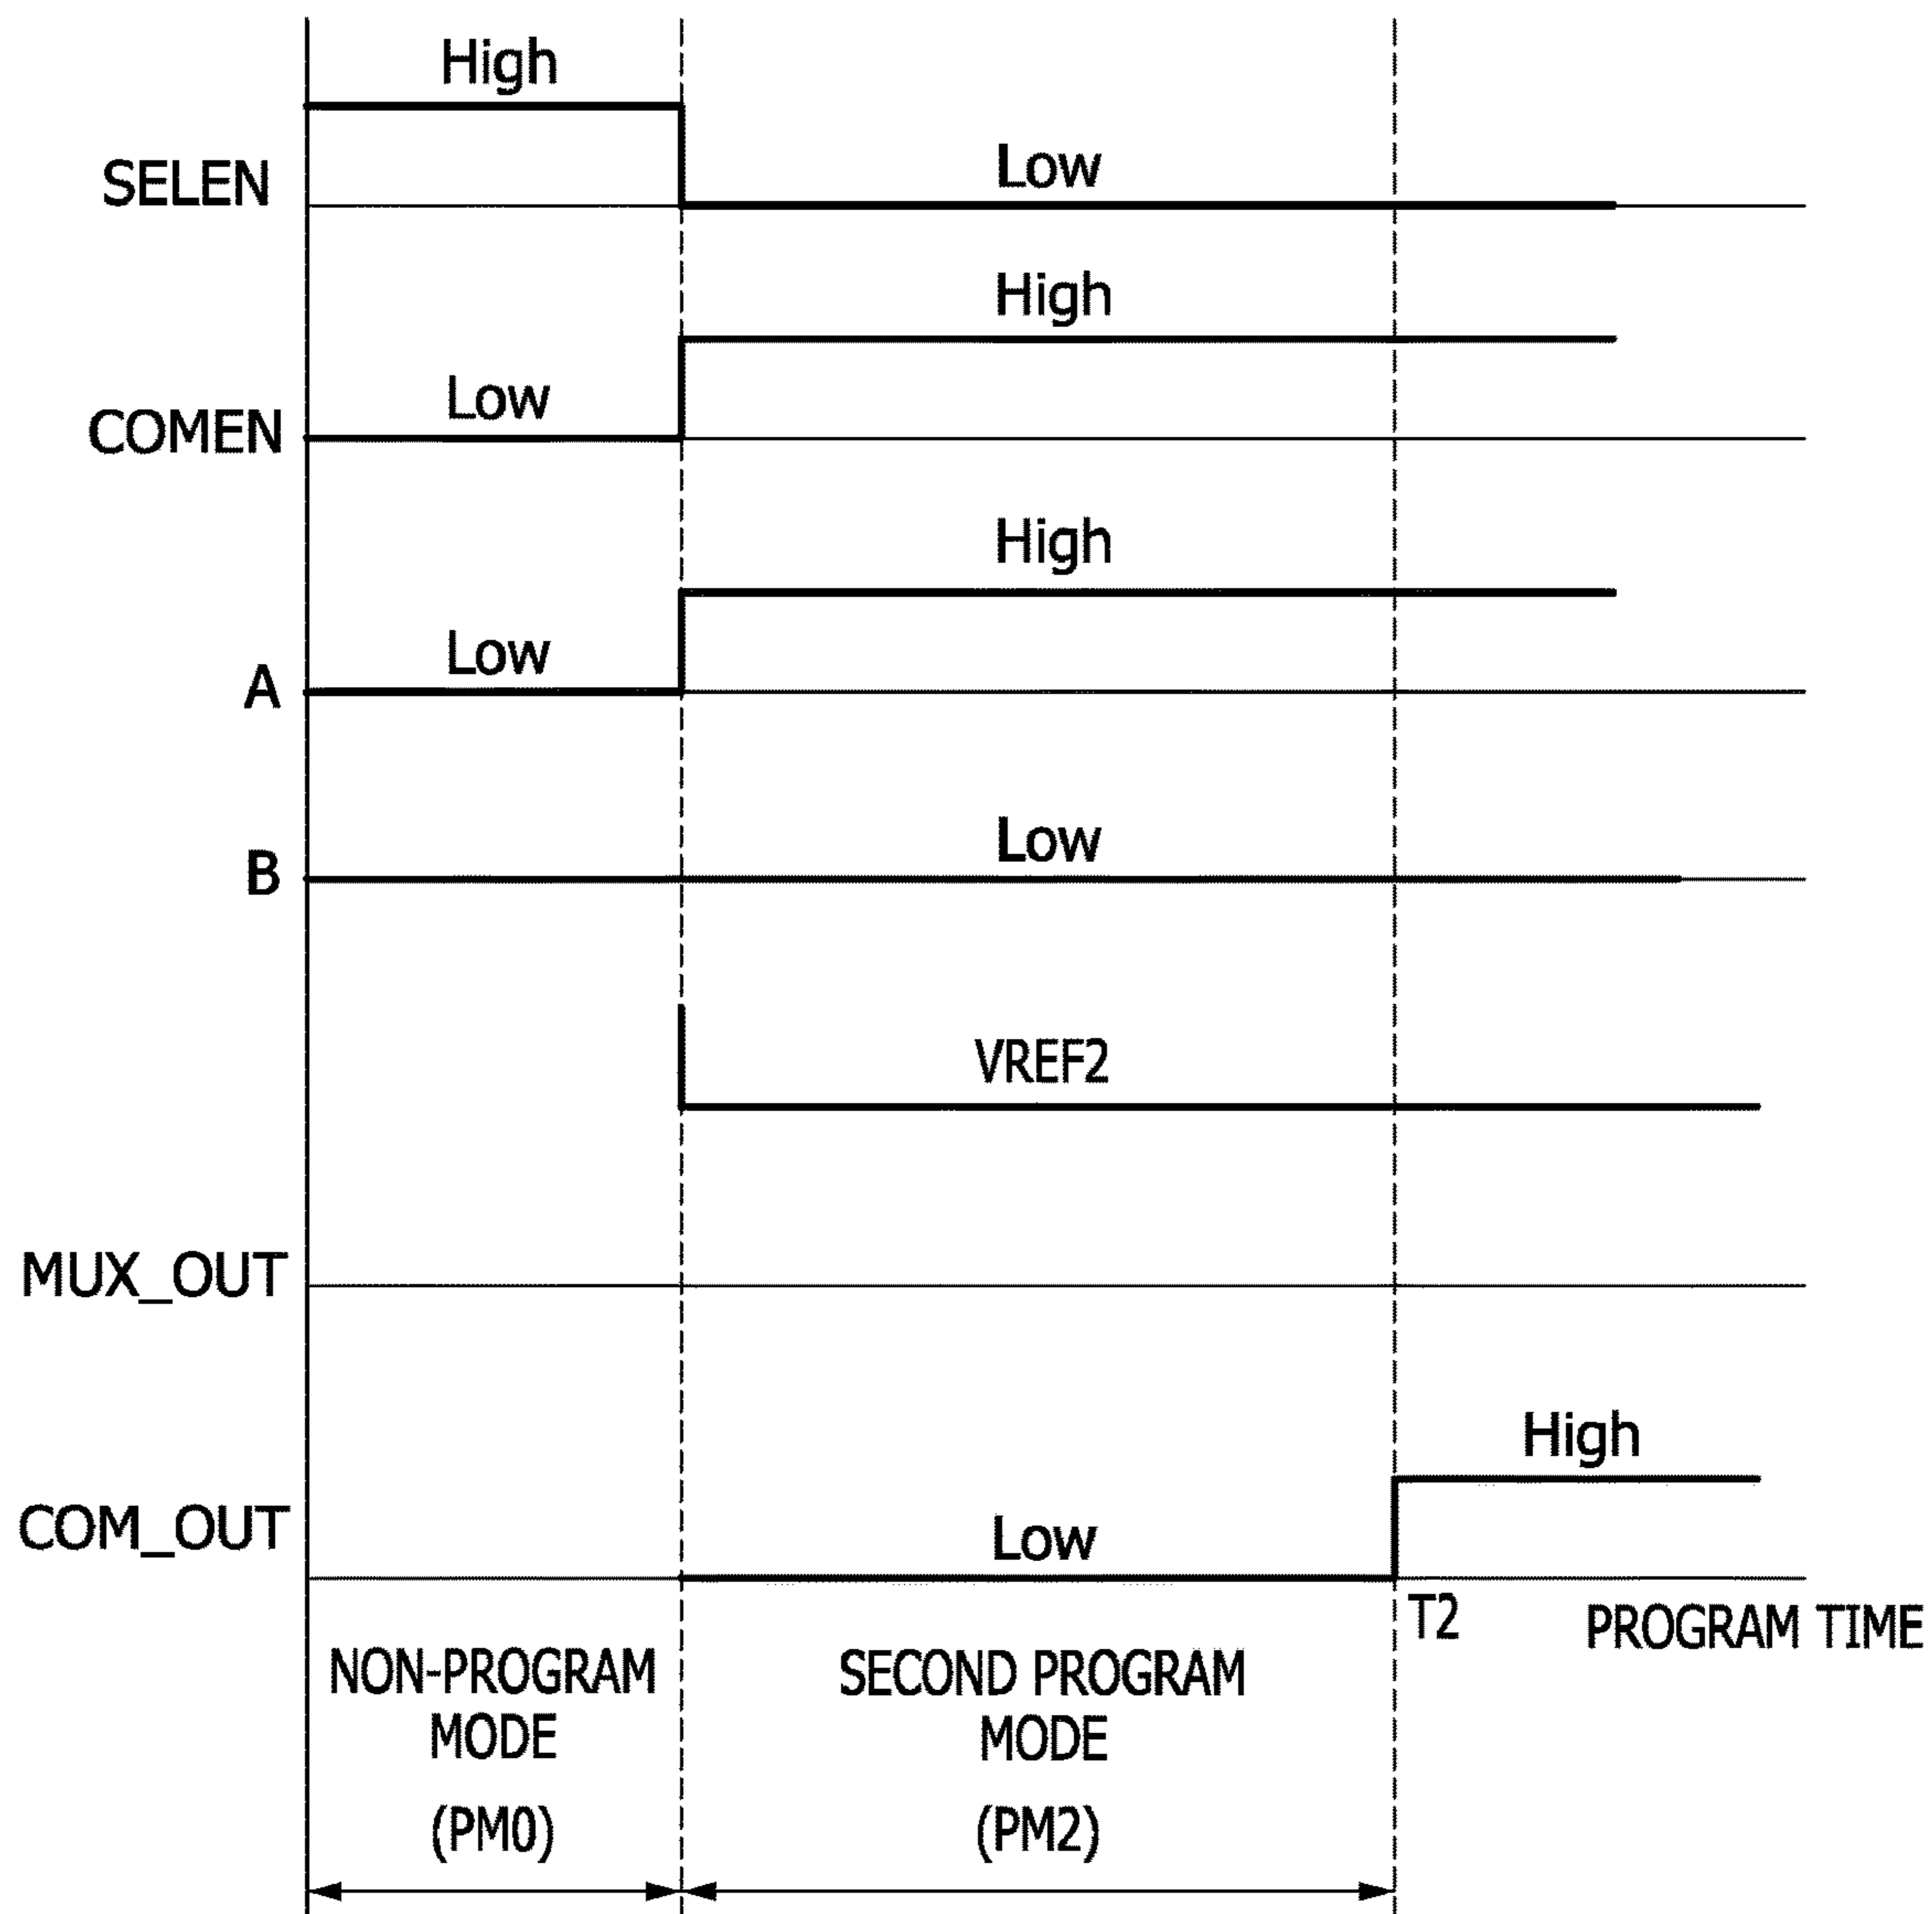 High
SELEN
Low
High
Low
COMEN
High
Low
A
Low
B
VREF2
MUX_OUT
High
COM_OUT
Low
T2
PROGRAM TIME
NON-PROGRAM
MODE
(PM0)
SECOND PROGRAM
MODE
(PM2)